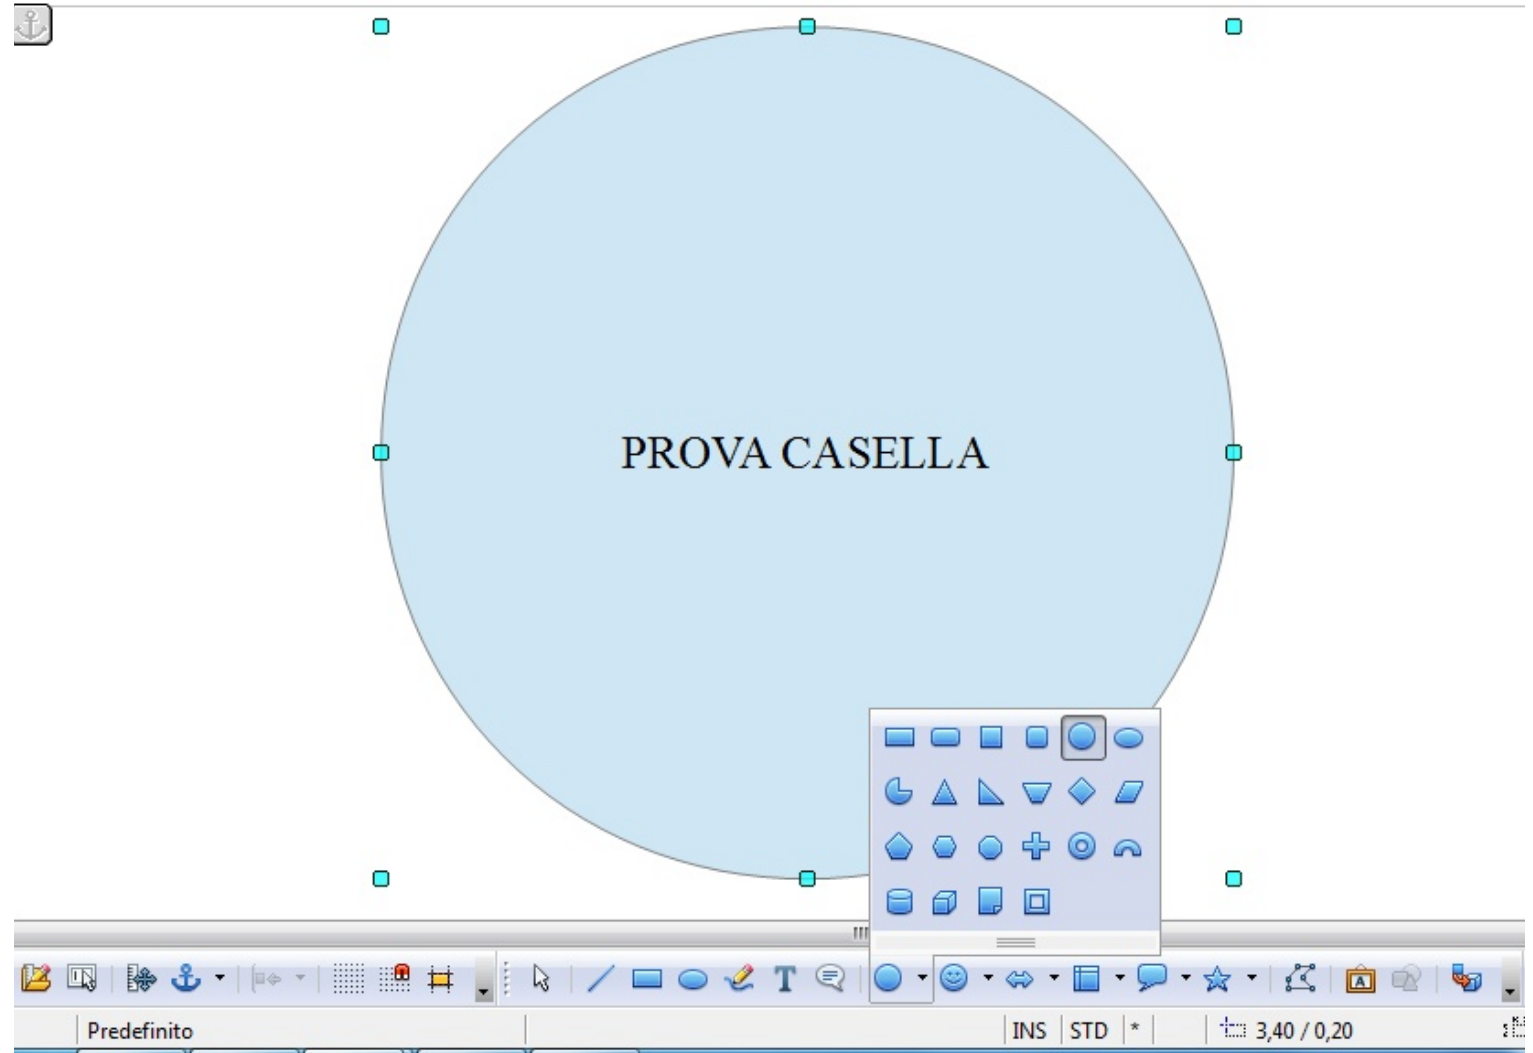 PROVA CASELLA
Predefinito
INS
STD
*
3,40 / 0,20